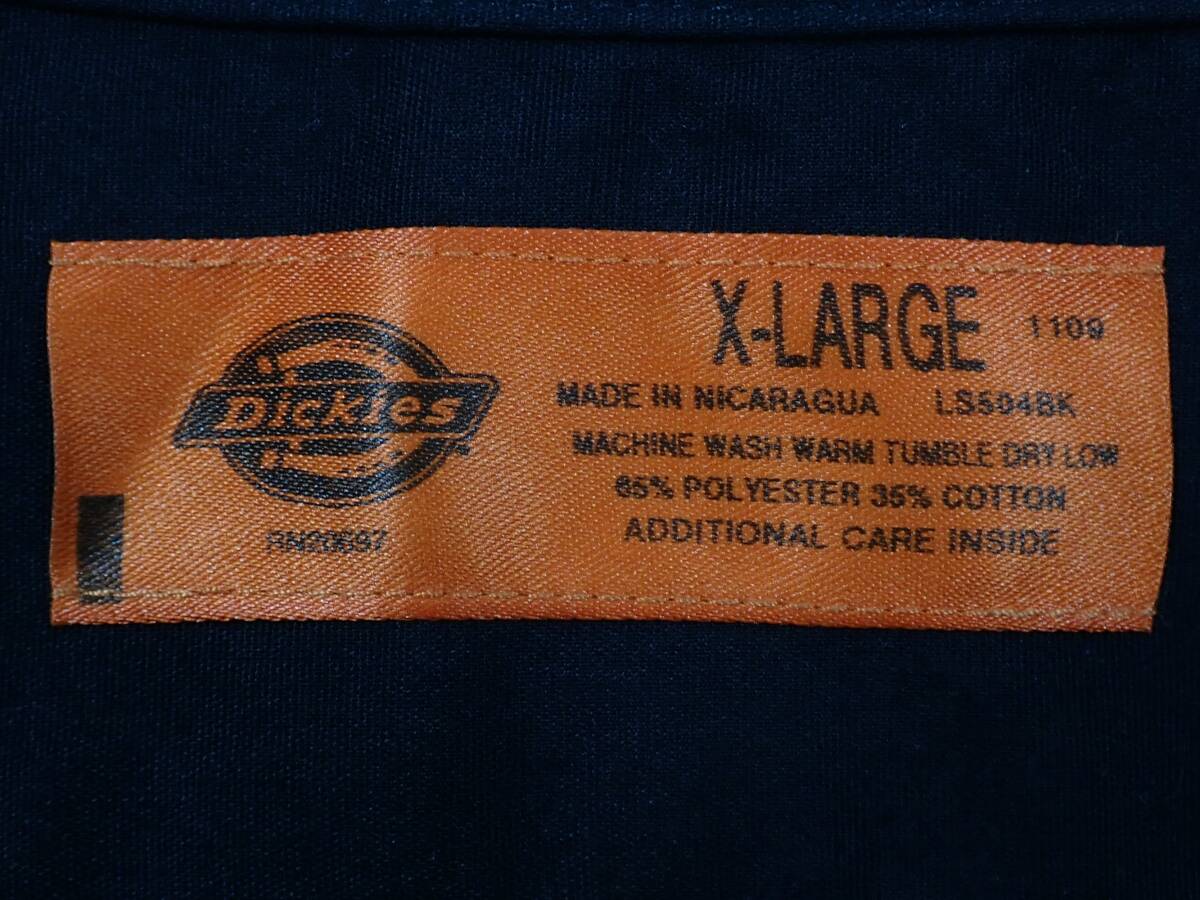 Dickies
RN20697
X-LARGE 1109
MADE IN NICARAGUA LS504BK
MACHINE WASH WARM TUMBLE DRY LOW
65% POLYESTER 35% COTTON
ADDITIONAL CARE INSIDE